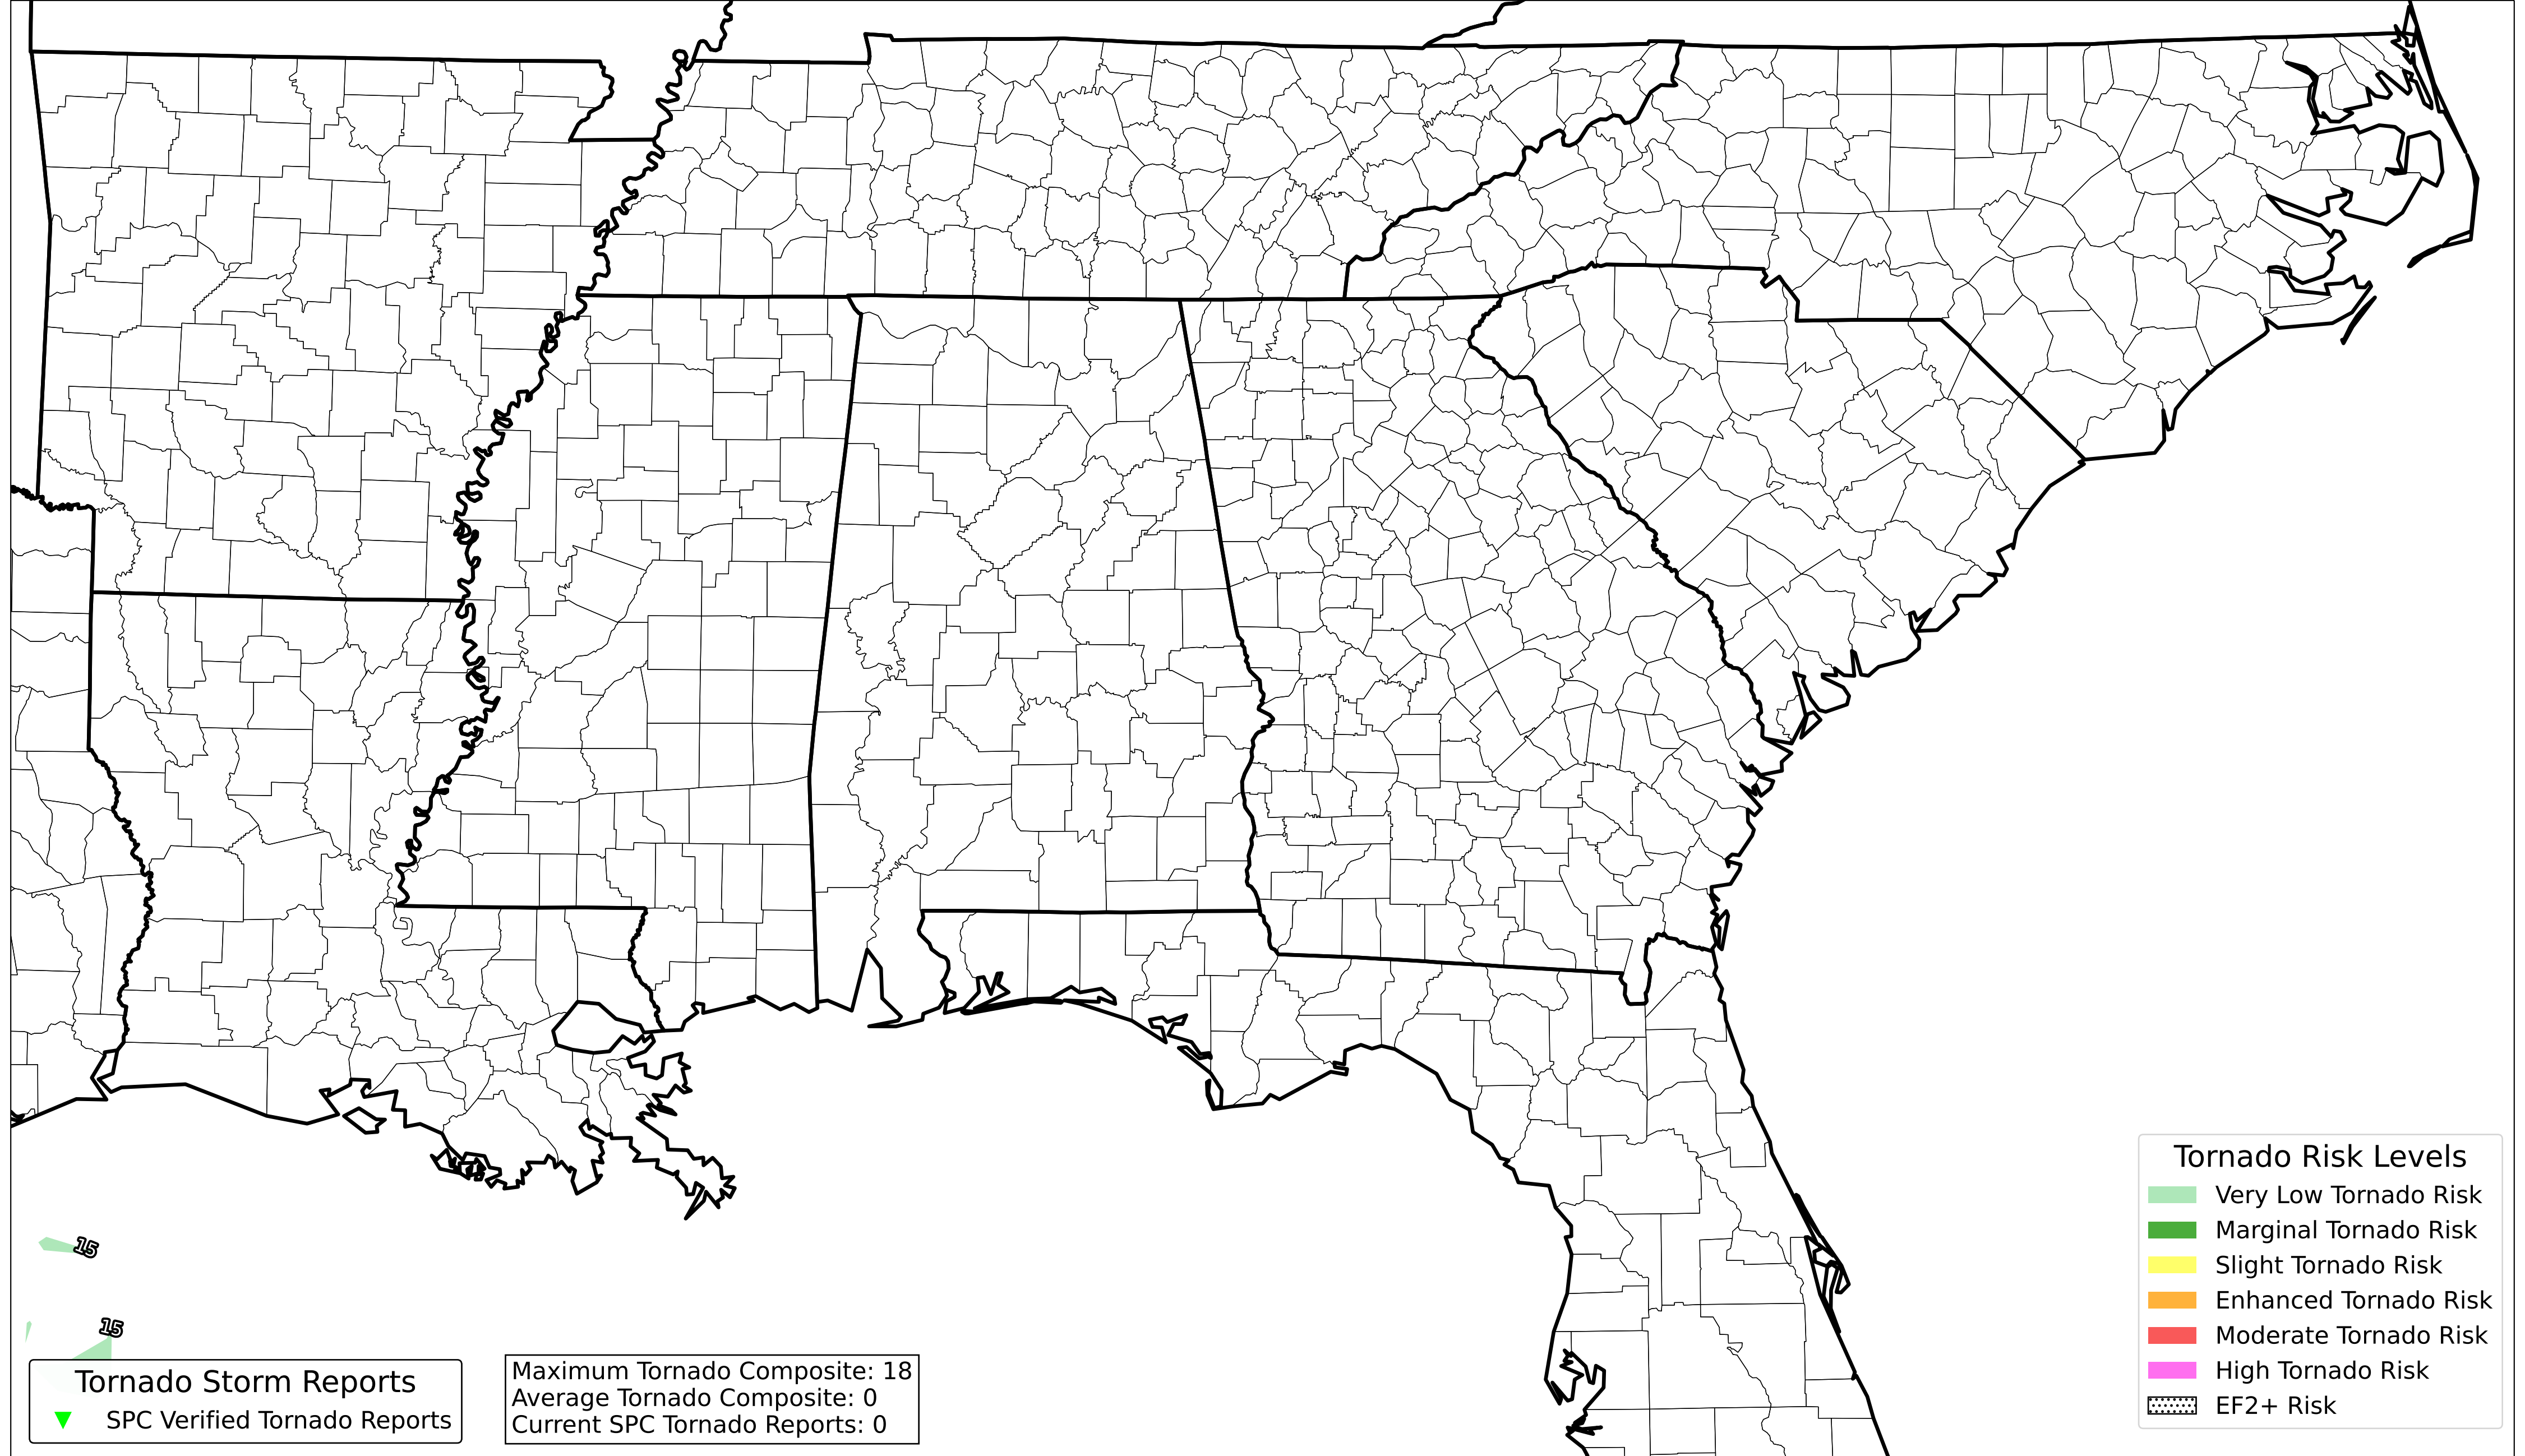 15
15
Tornado Storm Reports
SPC Verified Tornado Reports
Maximum Tornado Composite: 18
Average Tornado Composite: 0
Current SPC Tornado Reports: 0
Tornado Risk Levels
Very Low Tornado Risk
Marginal Tornado Risk
Slight Tornado Risk
Enhanced Tornado Risk
Moderate Tornado Risk
High Tornado Risk
EF2+ Risk